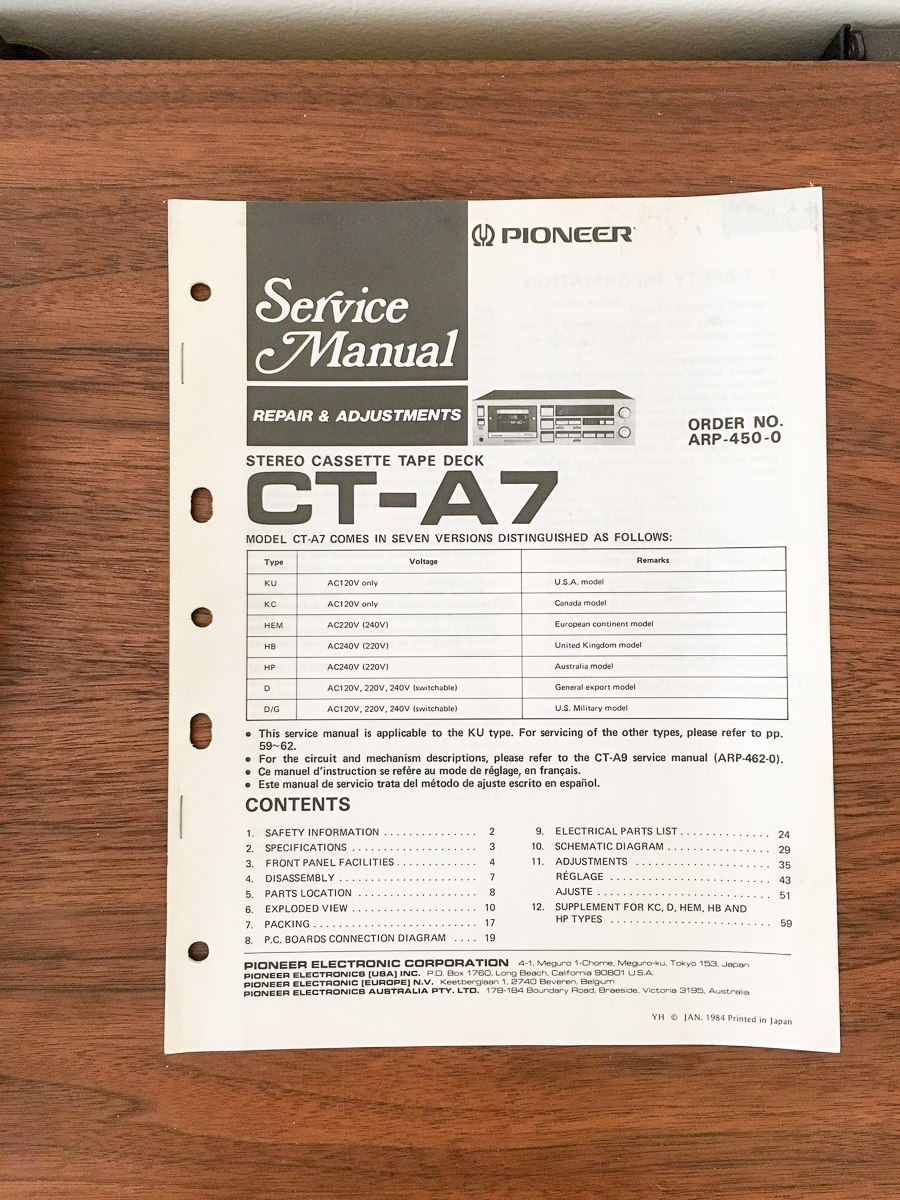 PIONEER
Service
Manual
REPAIR & ADJUSTMENTS
ORDER NO.
ARP-450-0
STEREO CASSETTE TAPE DECK
CT-A7
MODEL CT-A7 COMES IN SEVEN VERSIONS DISTINGUISHED AS FOLLOWS:
Type Voltage Remarks
KU AC120V only U.S.A. model
KC AC120V only Canada model
HEM AC220V (240V) European continent model
HB AC240V (220V) United Kingdom model
HP AC240V (220V) Australia model
D AC120V, 220V, 240V (switchable) General export model
D/G AC120V, 220V, 240V (switchable) U.S. Military model
● This service manual is applicable to the KU type. For servicing of the other types, please refer to pp.
59~62.
● For the circuit and mechanism descriptions, please refer to the CT-A9 service manual (ARP-462-0).
● Ce manuel d'instruction se refère au mode de réglage, en français.
● Este manual de servicio trata del método de ajuste escrito en español.
CONTENTS
1. SAFETY INFORMATION ............... 2
2. SPECIFICATIONS .................... 3
3. FRONT PANEL FACILITIES ............. 4
4. DISASSEMBLY ...................... 7
5. PARTS LOCATION ................... 8
6. EXPLODED VIEW .................... 10
7. PACKING .......................... 17
8. P.C. BOARDS CONNECTION DIAGRAM .... 19
9. ELECTRICAL PARTS LIST .............. 24
10. SCHEMATIC DIAGRAM ................ 29
11. ADJUSTMENTS ..................... 35
RÉGLAGE ......................... 43
AJUSTE .......................... 51
12. SUPPLEMENT FOR KC, D, HEM, HB AND
HP TYPES ........................ 59
PIONEER ELECTRONIC CORPORATION 4-1, Meguro 1-Chome, Meguro-ku, Tokyo 153, Japan
PIONEER ELECTRONICS [USA] INC. P.O. Box 1760, Long Beach, California 90801 U.S.A.
PIONEER ELECTRONIC [EUROPE] N.V. Keetberglaan 1, 2740 Beveren, Belgium
PIONEER ELECTRONICS AUSTRALIA PTY. LTD. 178-184 Boundary Road, Braeside, Victoria 3195, Australia
YH © JAN. 1984 Printed in Japan